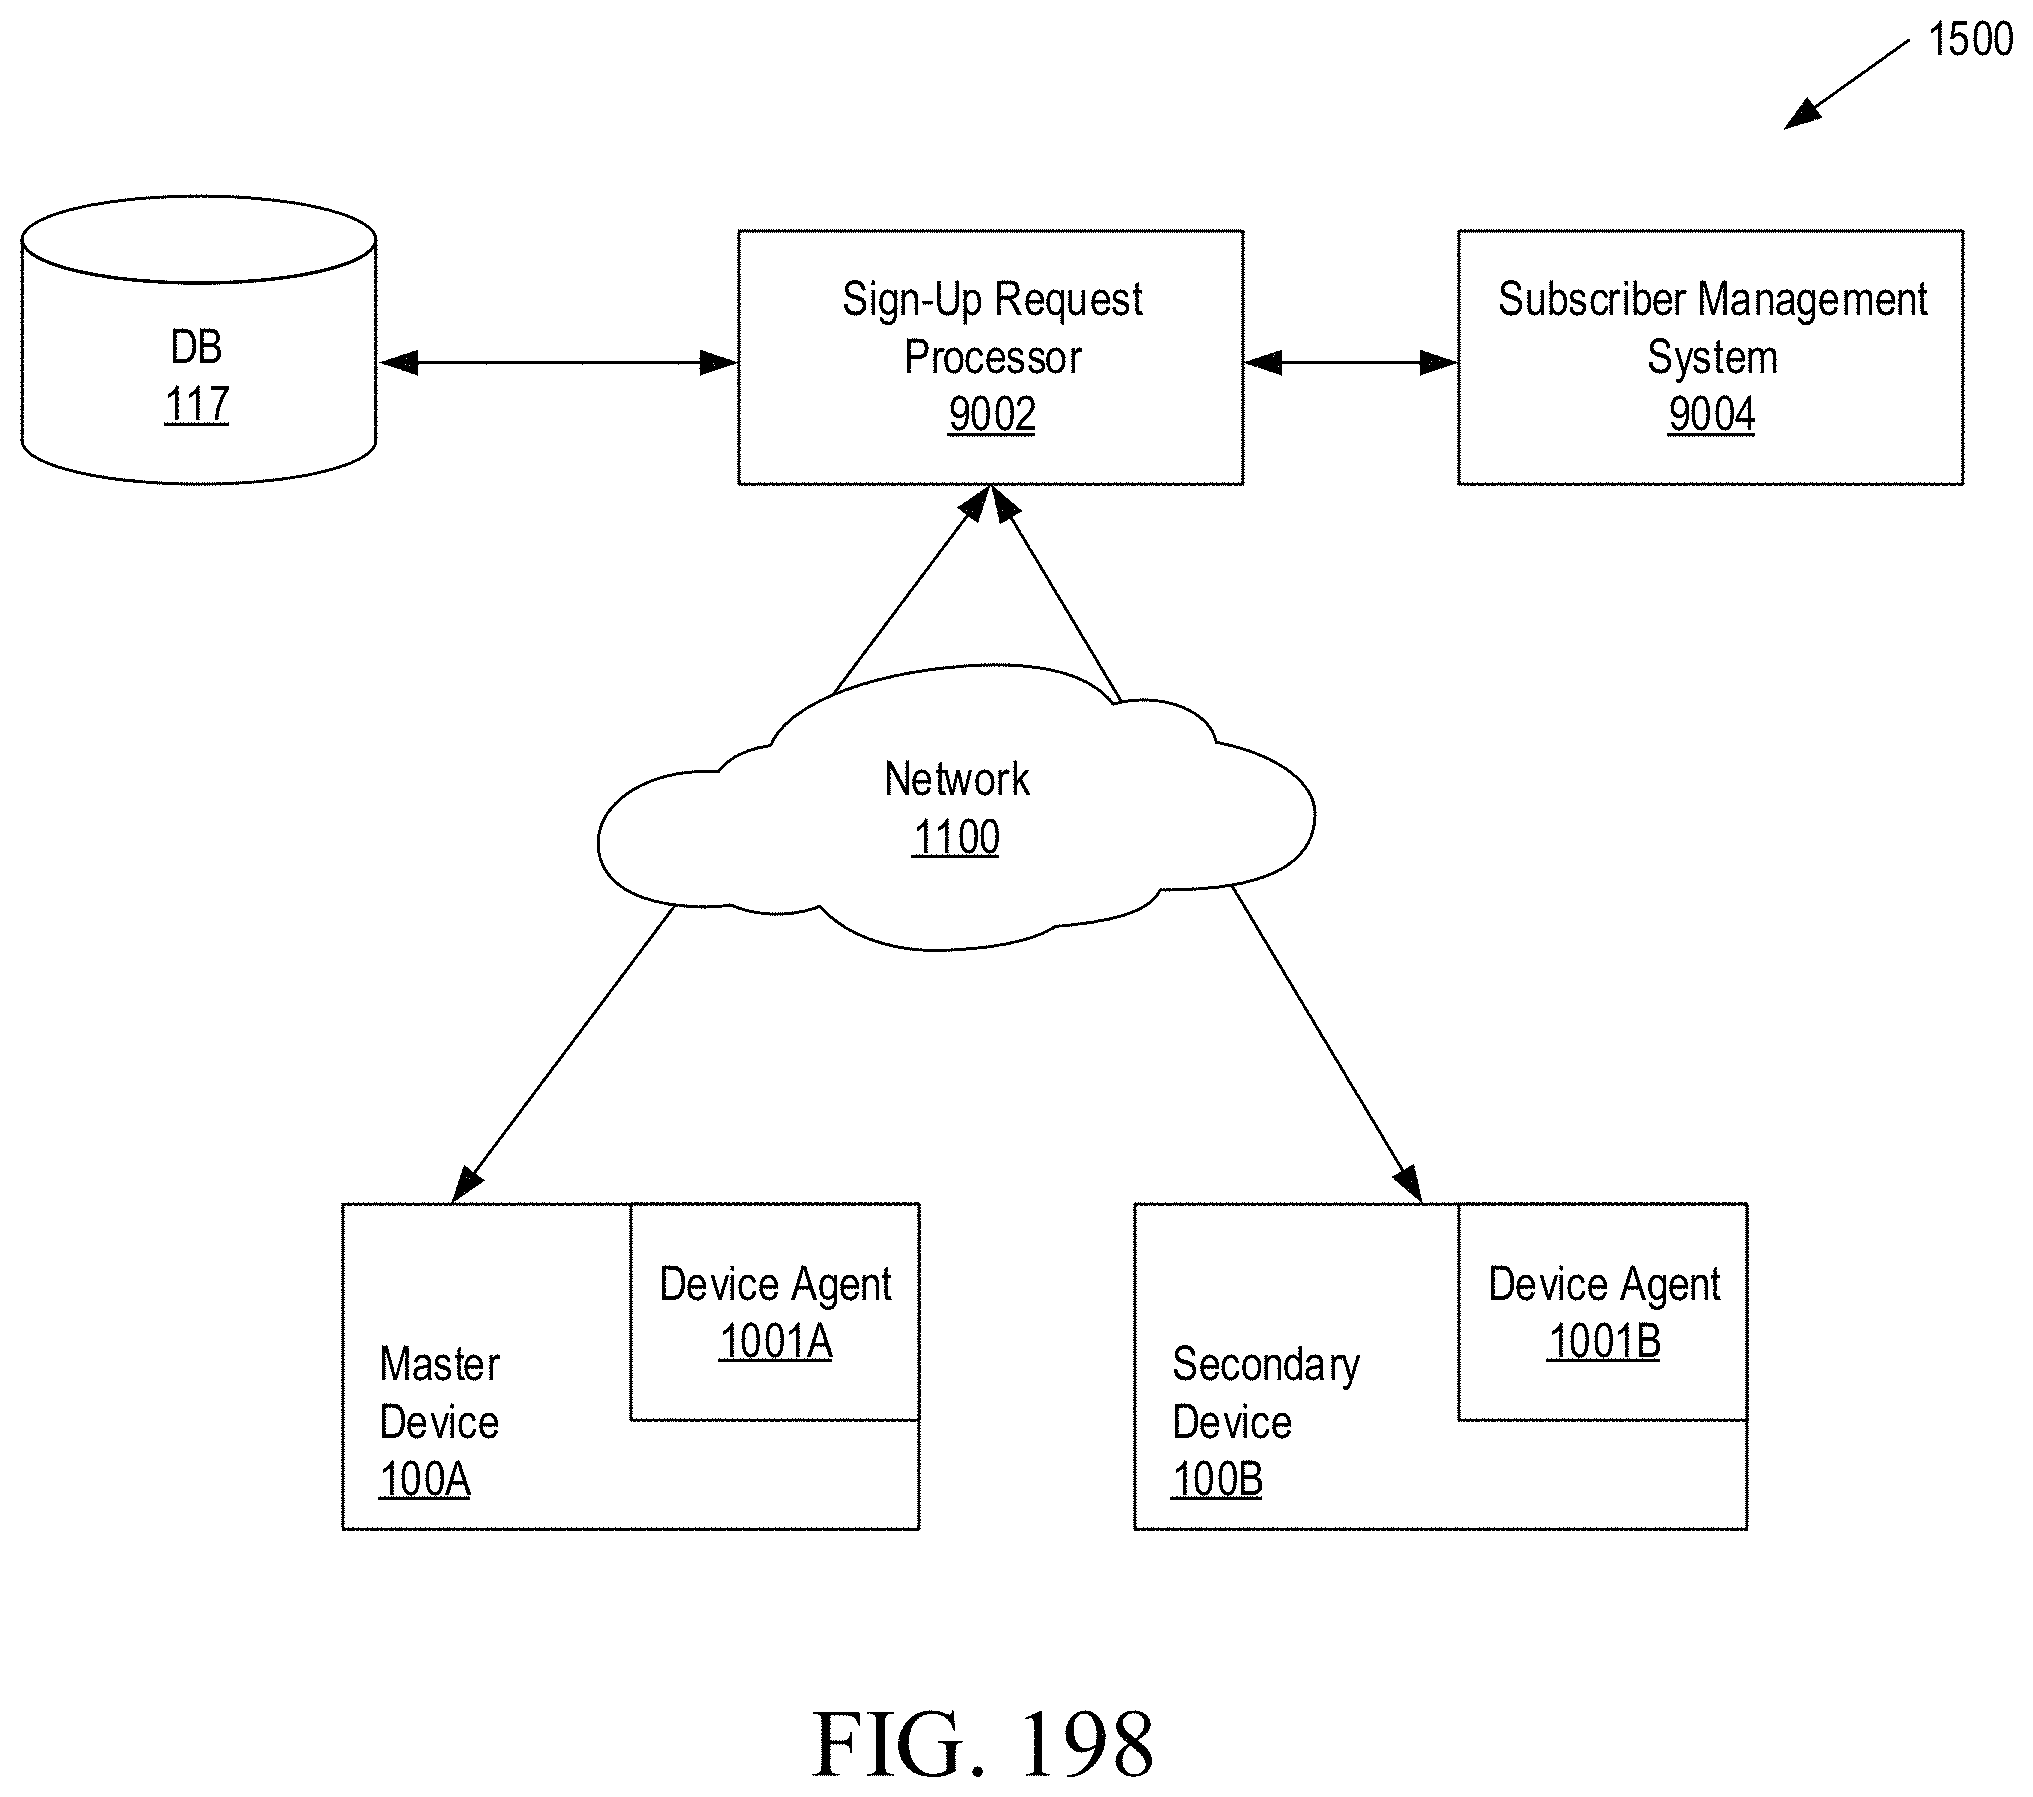 1500
DB
117
Sign-Up Request
Processor
9002
Subscriber Management
System
9004
Network
1100
Master
Device
100A
Device Agent
1001A
Secondary
Device
100B
Device Agent
1001B
FIG. 198